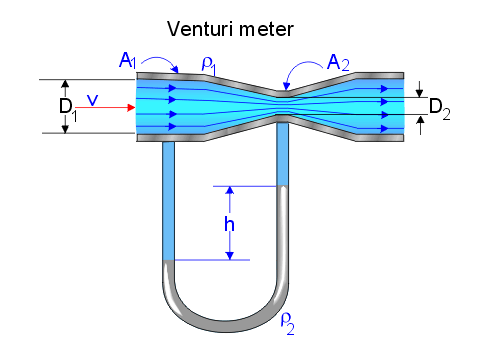 Venturi meter
A1 ρ1 A2
D1 v D2
h
ρ2